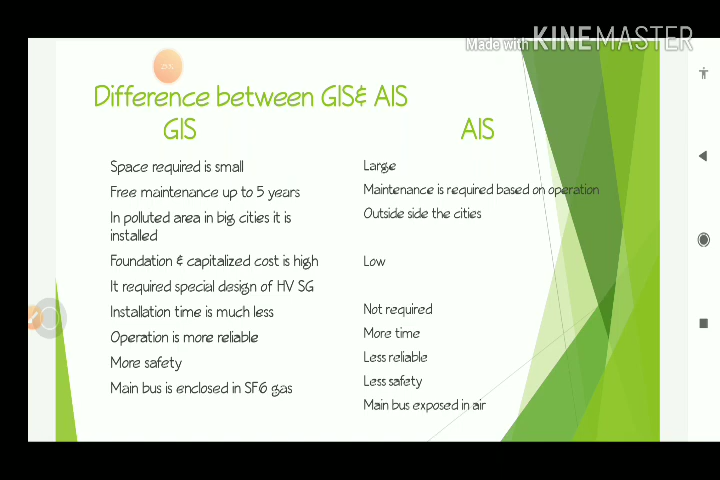 Made with KINEMASTER
Difference between GIS& AIS
GIS
AIS
Space required is small
Large
Free maintenance up to 5 years
Maintenance is required based on operation
In polluted area in big cities it is
installed
Outside side the cities
Foundation & capitalized cost is high
Low
It required special design of HV SG
Not required
Installation time is much less
More time
Operation is more reliable
Less reliable
More safety
Less safety
Main bus is enclosed in SF6 gas
Main bus exposed in air